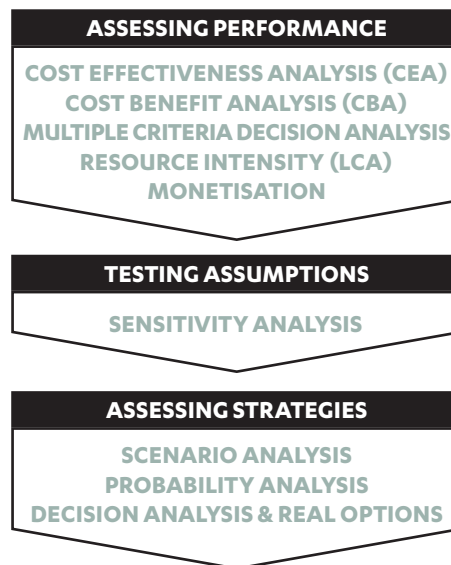 ASSESSING PERFORMANCE
COST EFFECTIVENESS ANALYSIS (CEA)
COST BENEFIT ANALYSIS (CBA)
MULTIPLE CRITERIA DECISION ANALYSIS
RESOURCE INTENSITY (LCA)
MONETISATION
TESTING ASSUMPTIONS
SENSITIVITY ANALYSIS
ASSESSING STRATEGIES
SCENARIO ANALYSIS
PROBABILITY ANALYSIS
DECISION ANALYSIS & REAL OPTIONS